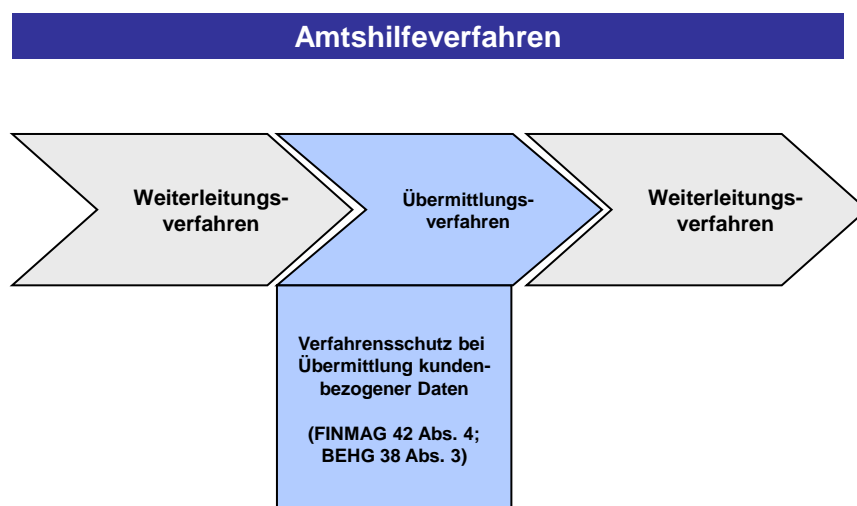 Amtshilfeverfahren
Weiterleitungs-
verfahren
Übermittlungs-
verfahren
Weiterleitungs-
verfahren
Verfahrensschutz bei
Übermittlung kunden-
bezogener Daten
(FINMAG 42 Abs. 4;
BEHG 38 Abs. 3)